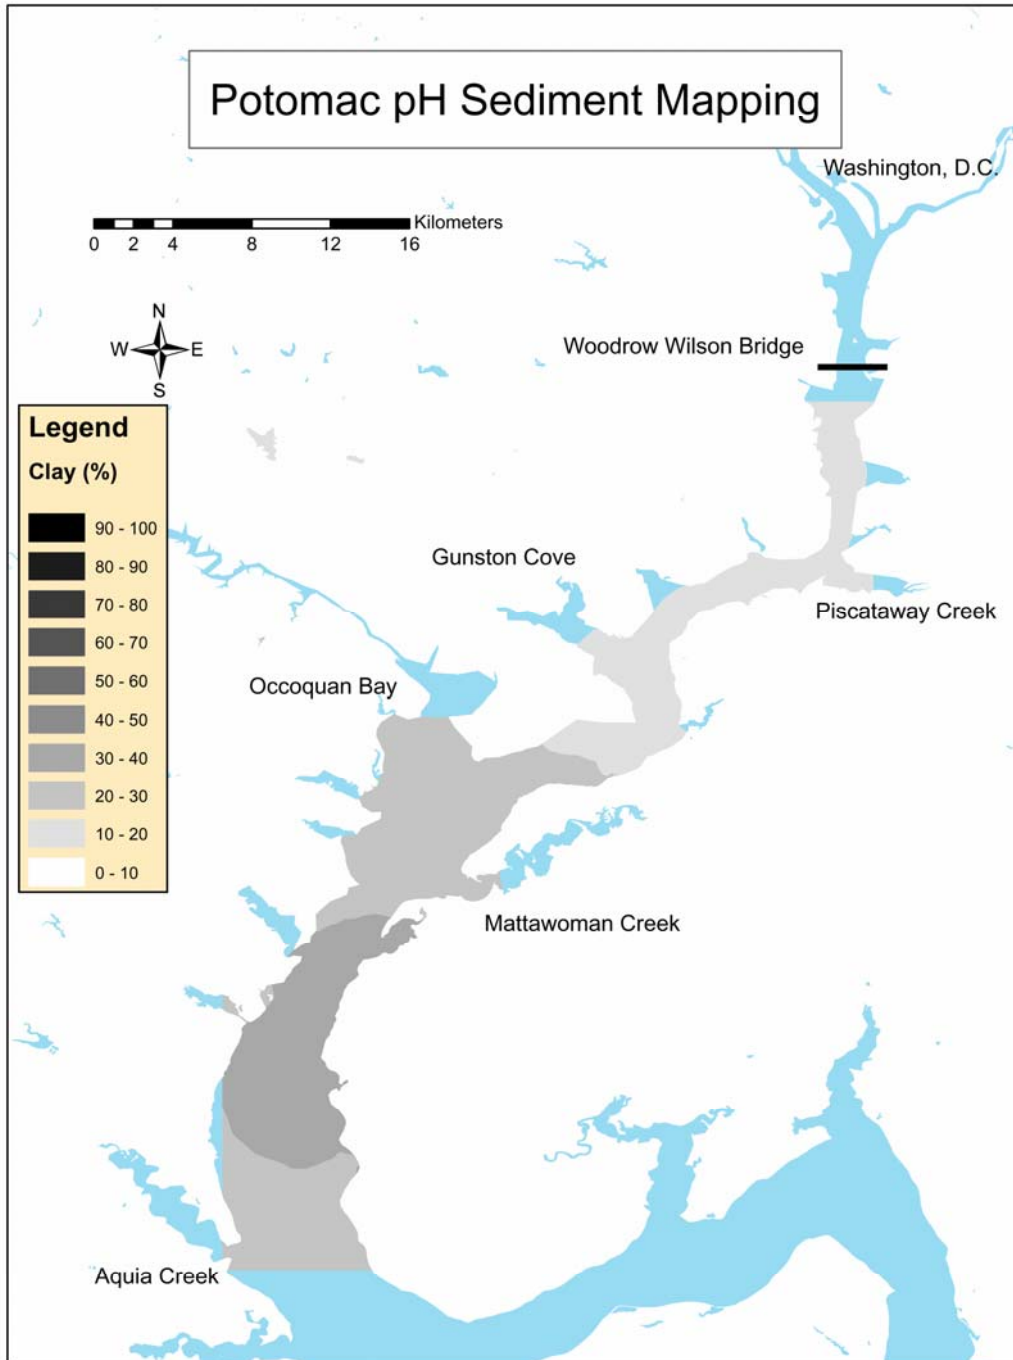 Potomac pH Sediment Mapping
Washington, D.C.
Kilometers
0 2 4 8 12 16
N
W E
S
Woodrow Wilson Bridge
Legend
Clay (%)
90 - 100
80 - 90
70 - 80
60 - 70
50 - 60
40 - 50
30 - 40
20 - 30
10 - 20
0 - 10
Gunston Cove
Piscataway Creek
Occoquan Bay
Mattawoman Creek
Aquia Creek